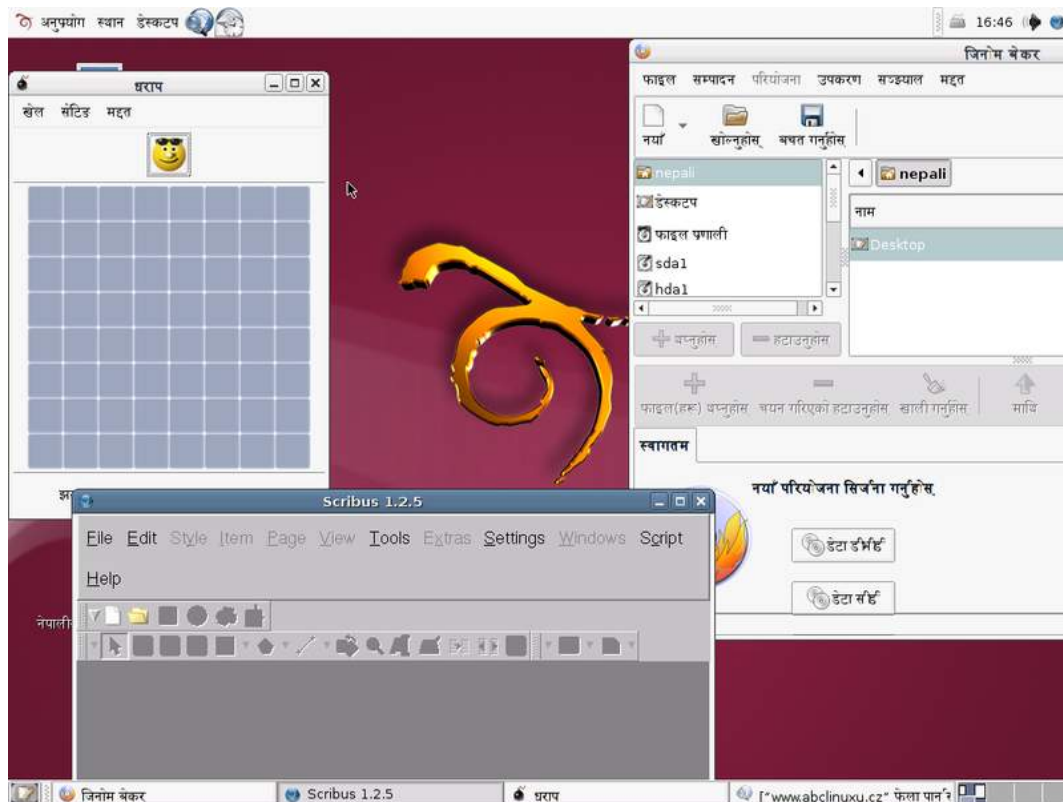 अनुप्रयोग स्थान डेस्कटप
16:46
धराप
खेल सेटिङ मद्दत
जिनोम बेकर
फाइल सम्पादन परियोजना उपकरण सञ्झ्याल मद्दत
नयाँ खोल्नुहोस् बचत गर्नुहोस्
nepali
डेस्कटप
फाइल प्रणाली
sda1
hda1
nepali
नाम
Desktop
थप्नुहोस हटाउनुहोस
फाइल(हरू) थप्नुहोस चयन गरिएको हटाउनुहोस खाली गर्नुहोस माथि
स्वागतम
नयाँ परियोजना सिर्जना गर्नुहोस्
डेटा डीभीडी
डेटा सीडी
Scribus 1.2.5
File Edit Style Item Page View Tools Extras Settings Windows Script
Help
जिनोम बेकर
Scribus 1.2.5
धराप
["www.abclinuxu.cz" फेला पार्न